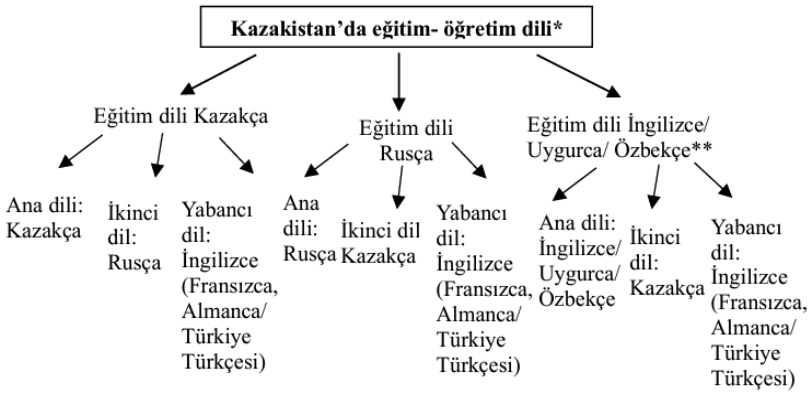 Kazakistan’da eğitim- öğretim dili*
Eğitim dili Kazakça
Ana dili:
Kazakça
İkinci
dil:
Rusça
Yabancı
dil:
İngilizce
(Fransızca,
Almanca/
Türkiye
Türkçesi)
Eğitim dili
Rusça
Ana
dili:
Rusça
İkinci dil
Kazakça
Yabancı
dil:
İngilizce
(Fransızca,
Almanca/
Türkiye
Türkçesi)
Eğitim dili İngilizce/
Uygurca/ Özbekçe**
Ana dili:
İngilizce/
Uygurca/
Özbekçe
İkinci
dil:
Kazakça
Yabancı
dil:
İngilizce
(Fransızca,
Almanca/
Türkiye
Türkçesi)